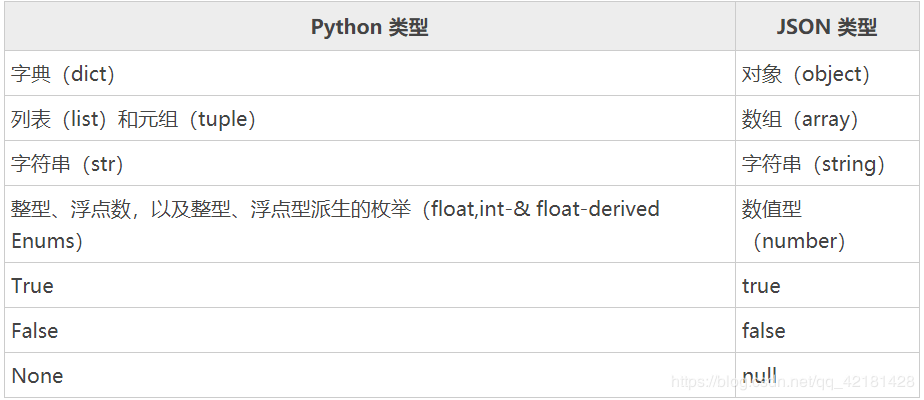 Python 类型 JSON 类型
字典（dict） 对象（object）
列表（list）和元组（tuple） 数组（array）
字符串（str） 字符串（string）
整型、浮点数，以及整型、浮点型派生的枚举（float,int-& float-derived 数值型
Enums） （number）
True true
False false
None null
https://blog.csdn.net/qq_42181428